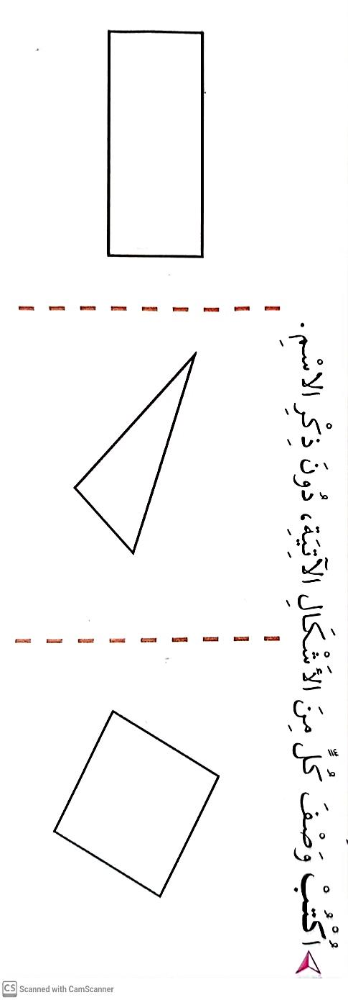 اُكْتُبْ وَصْفَ كُلٍّ مِنَ الأَشْكَالِ الآتِيَةِ، دُونَ ذِكْرِ الاسْمِ.
CS Scanned with CamScanner